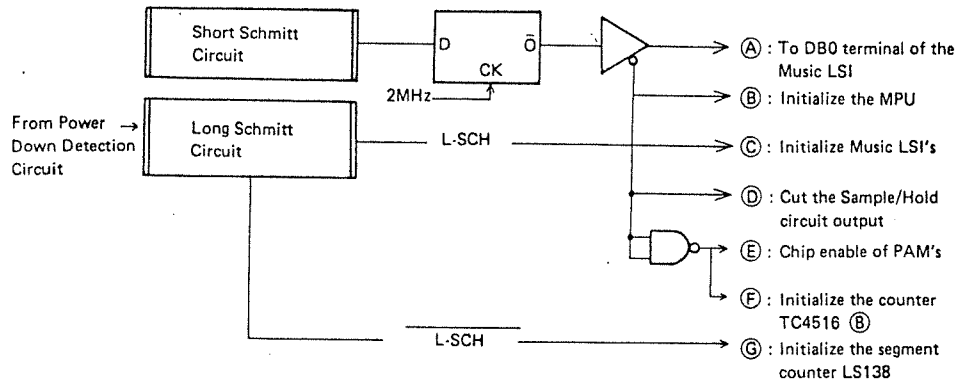 Short Schmitt
Circuit
D
Ō
CK
2MHz
Ⓐ : To DB0 terminal of the
Music LSI
Ⓑ : Initialize the MPU
From Power
Down Detection
Circuit
Long Schmitt
Circuit
L-SCH
Ⓒ : Initialize Music LSI's
Ⓓ : Cut the Sample/Hold
circuit output
Ⓔ : Chip enable of PAM's
Ⓕ : Initialize the counter
TC4516 Ⓑ
L-SCH
Ⓖ : Initialize the segment
counter LS138